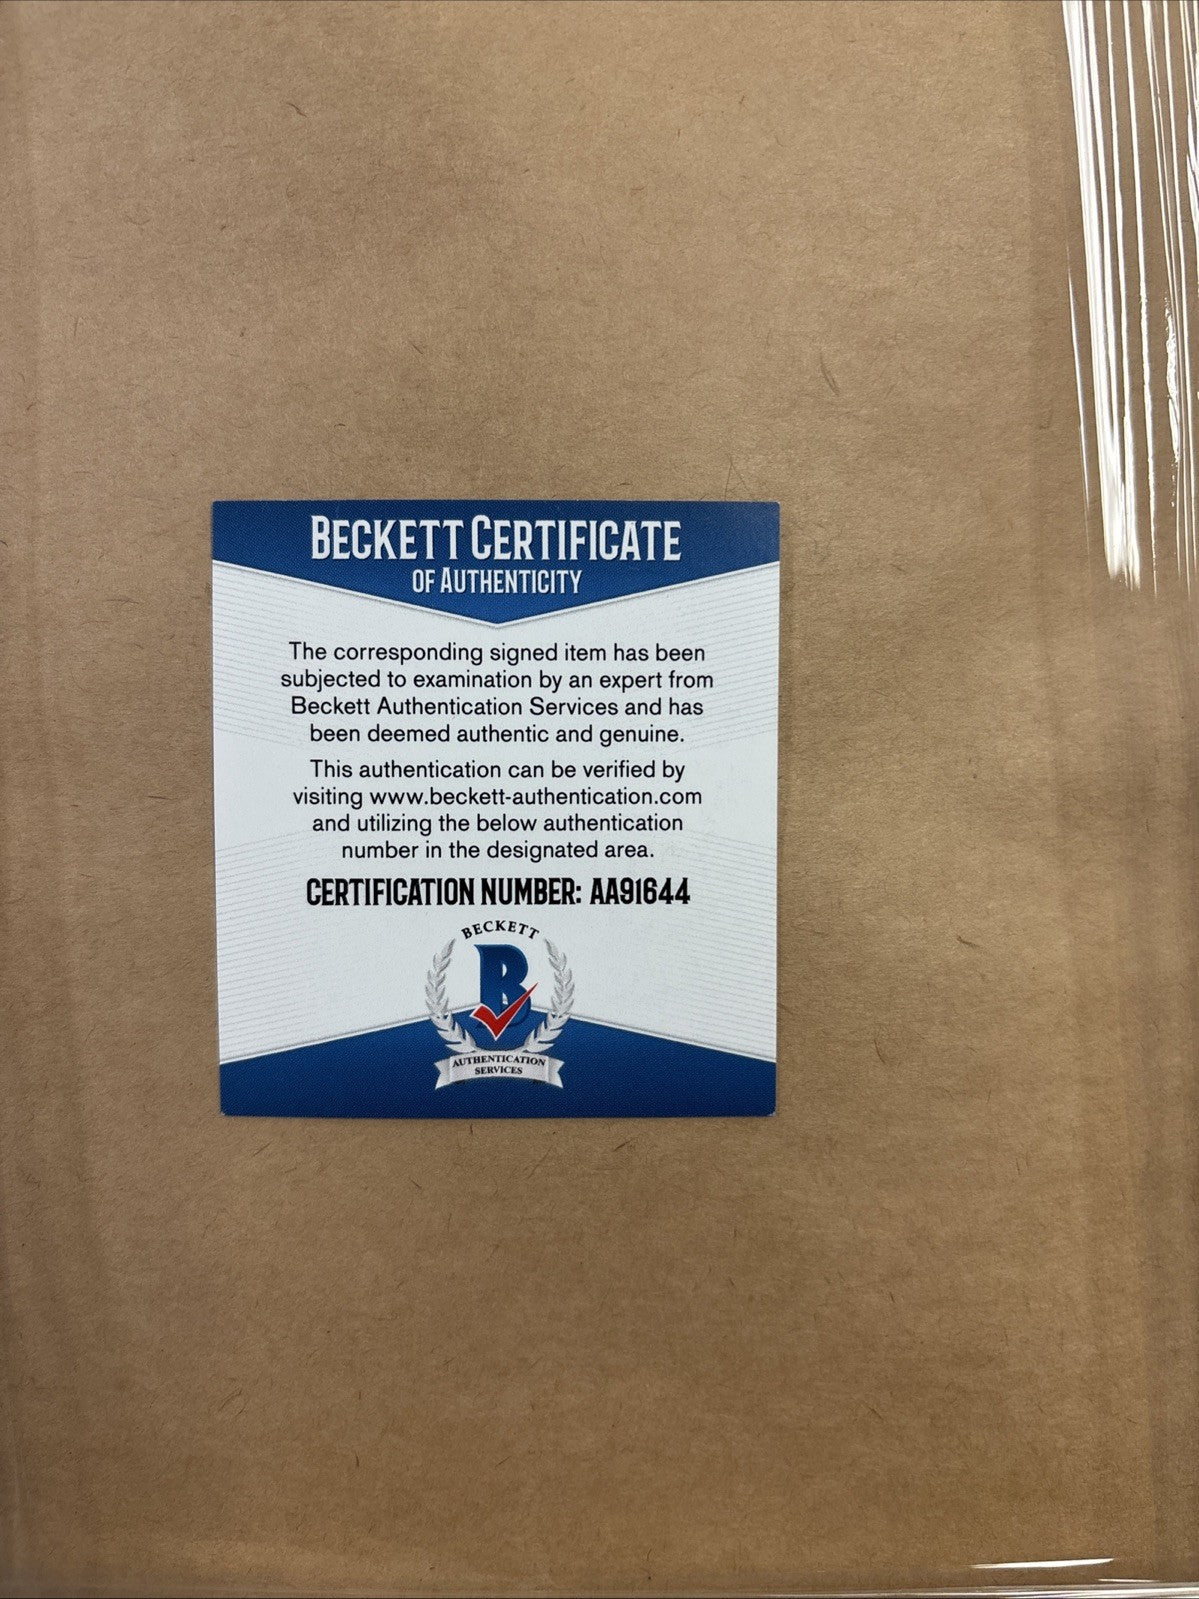 BECKETT CERTIFICATE
OF AUTHENTICITY
The corresponding signed item has been
subjected to examination by an expert from
Beckett Authentication Services and has
been deemed authentic and genuine.
This authentication can be verified by
visiting www.beckett-authentication.com
and utilizing the below authentication
number in the designated area.
CERTIFICATION NUMBER: AA91644
BECKETT
B
AUTHENTICATION
SERVICES